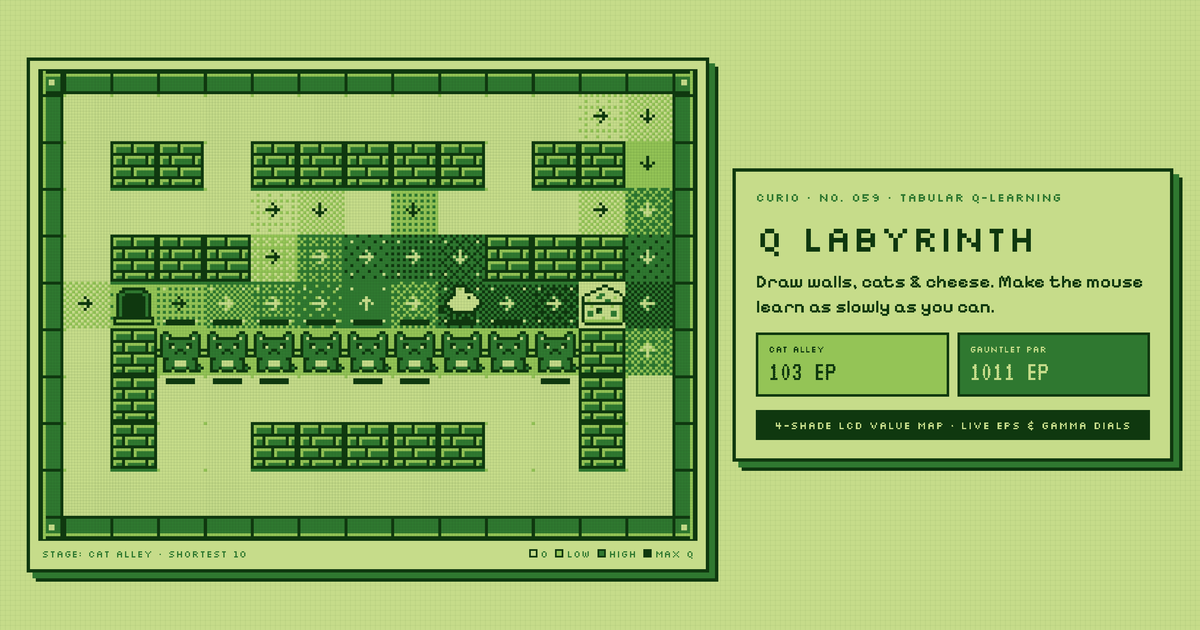 CURIO · NO. 059 · TABULAR Q-LEARNING
Q LABYRINTH
Draw walls, cats & cheese. Make the mouse
learn as slowly as you can.
CAT ALLEY
103 EP
GAUNTLET PAR
1011 EP
4-SHADE LCD VALUE MAP · LIVE EPS & GAMMA DIALS
STAGE: CAT ALLEY · SHORTEST 10
0 LOW HIGH MAX Q